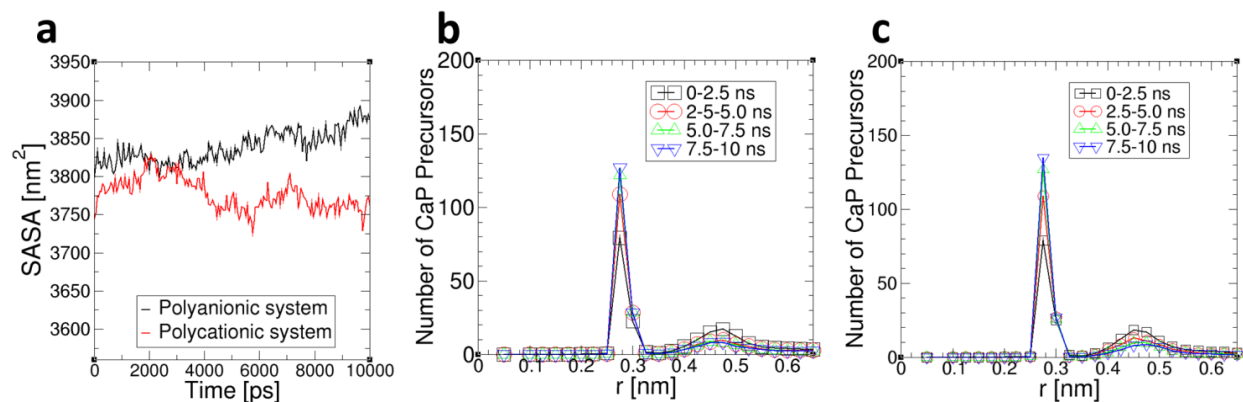 a
SASA [nm²]
3950
3900
3850
3800
3750
3700
3650
3600
0 2000 4000 6000 8000 10000
Time [ps]
Polyanionic system
Polycationic system
b
Number of CaP Precursors
200
150
100
50
0
0 0.1 0.2 0.3 0.4 0.5 0.6
r [nm]
0-2.5 ns
2-5-5.0 ns
5.0-7.5 ns
7.5-10 ns
c
Number of CaP Precursors
200
150
100
50
0
0 0.1 0.2 0.3 0.4 0.5 0.6
r [nm]
0-2.5 ns
2.5-5.0 ns
5.0-7.5 ns
7.5-10 ns